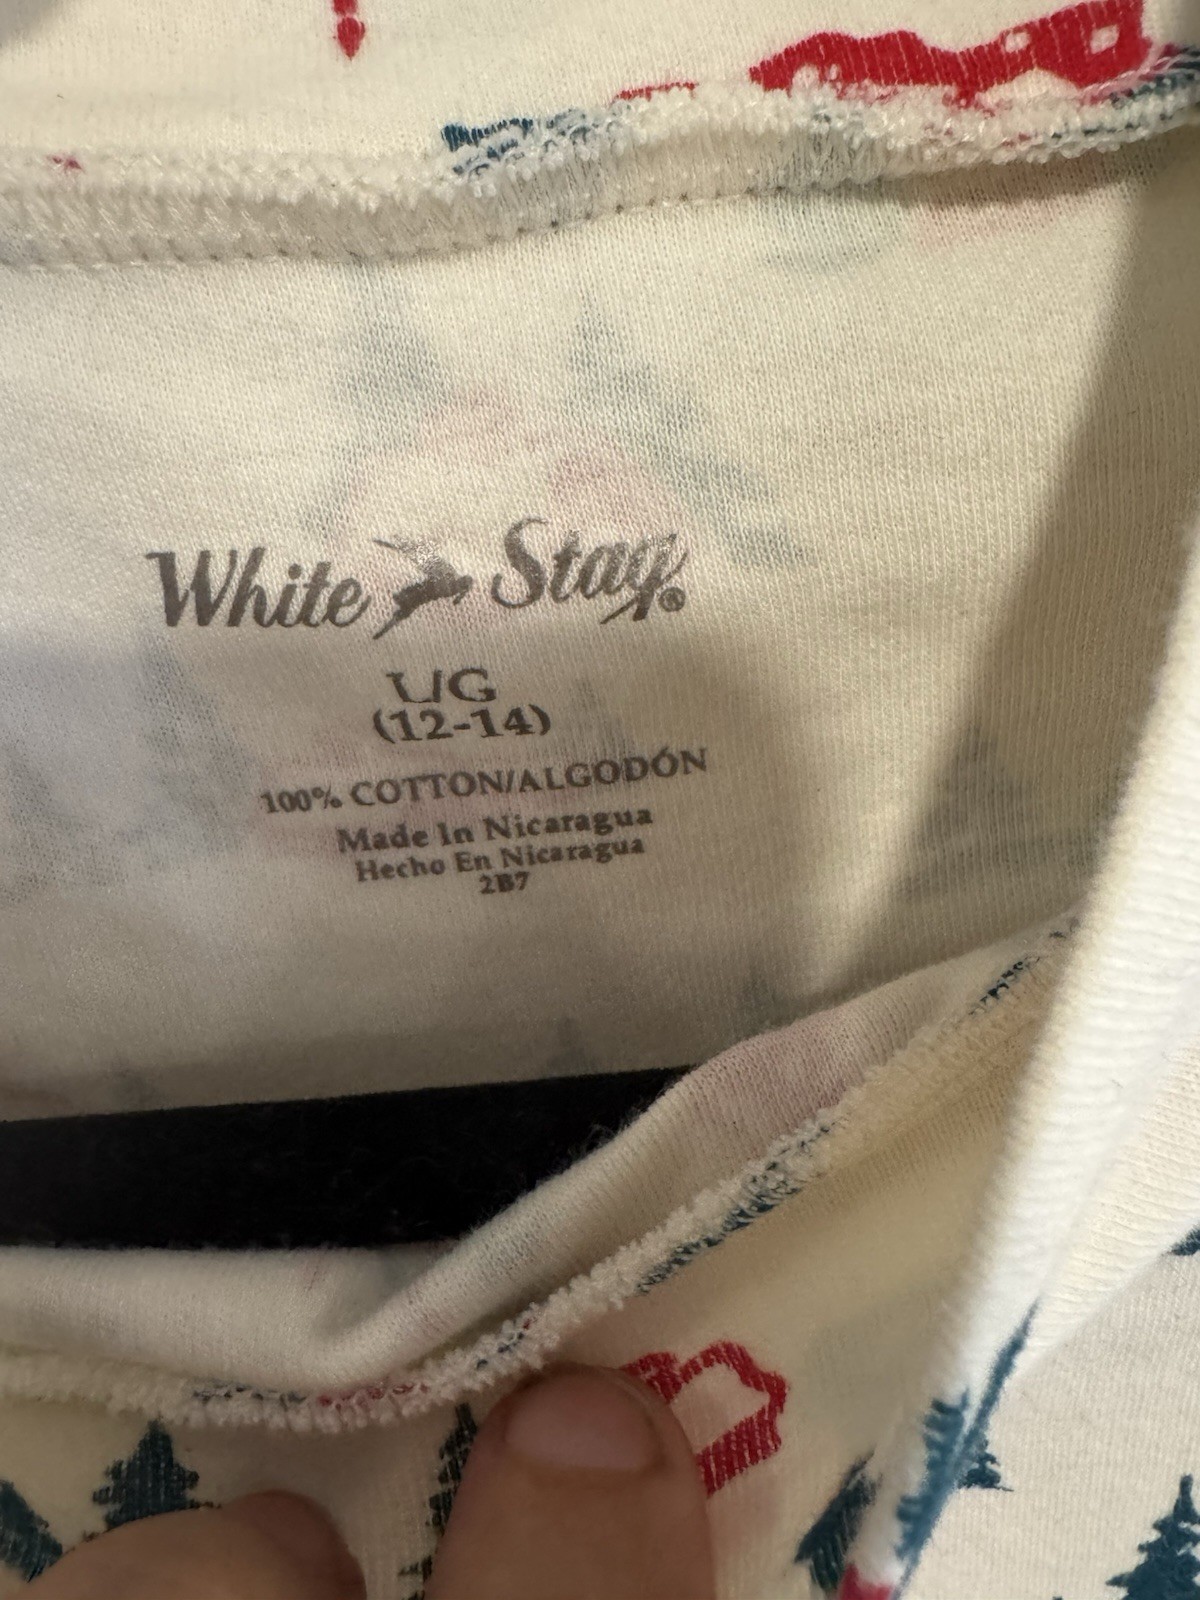 White Stag®
L/G
(12-14)
100% COTTON/ALGODÓN
Made In Nicaragua
Hecho En Nicaragua
2B7